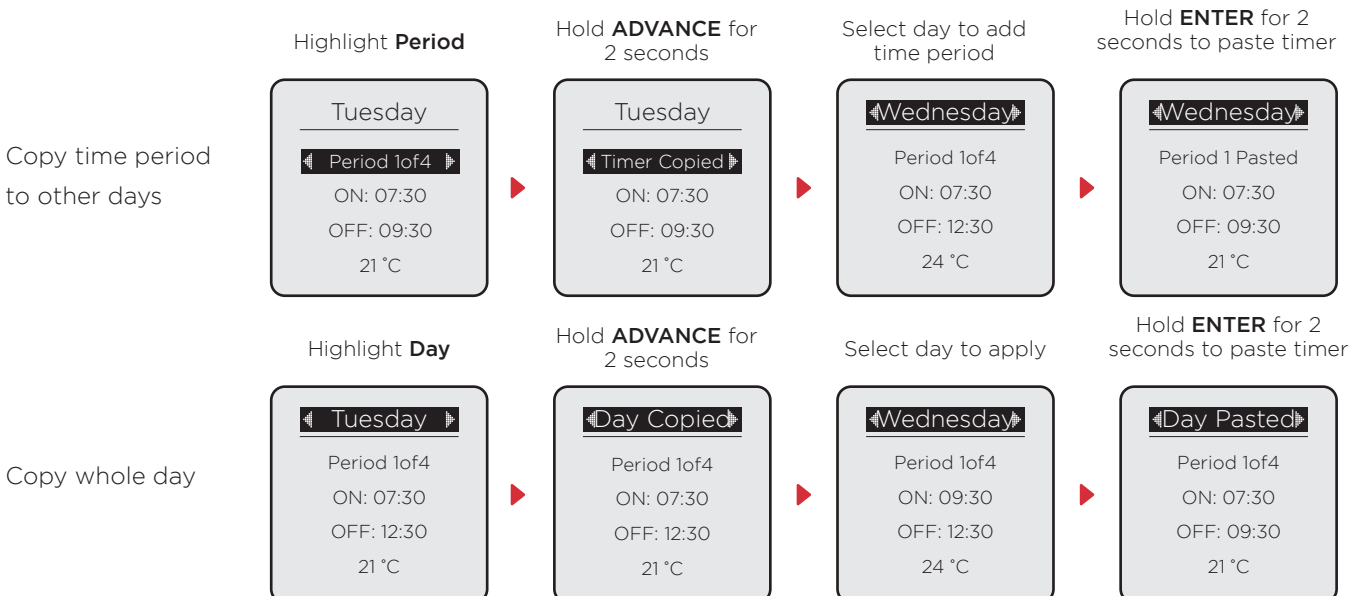 Highlight Period
Hold ADVANCE for
2 seconds
Select day to add
time period
Hold ENTER for 2
seconds to paste timer
Copy time period
to other days
Tuesday
Period 1of4
ON: 07:30
OFF: 09:30
21 °C
Tuesday
Timer Copied
ON: 07:30
OFF: 09:30
21 °C
Wednesday
Period 1of4
ON: 07:30
OFF: 12:30
24 °C
Wednesday
Period 1 Pasted
ON: 07:30
OFF: 09:30
21 °C
Highlight Day
Hold ADVANCE for
2 seconds
Select day to apply
Hold ENTER for 2
seconds to paste timer
Copy whole day
Tuesday
Period 1of4
ON: 07:30
OFF: 12:30
21 °C
Day Copied
Period 1of4
ON: 07:30
OFF: 12:30
21 °C
Wednesday
Period 1of4
ON: 09:30
OFF: 12:30
24 °C
Day Pasted
Period 1of4
ON: 07:30
OFF: 09:30
21 °C